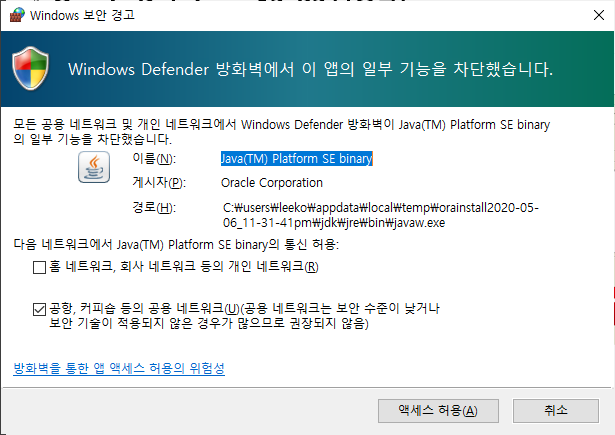 Windows 보안 경고
Windows Defender 방화벽에서 이 앱의 일부 기능을 차단했습니다.
모든 공용 네트워크 및 개인 네트워크에서 Windows Defender 방화벽이 Java(TM) Platform SE binary
의 일부 기능을 차단했습니다.
이름(N): Java(TM) Platform SE binary
게시자(P): Oracle Corporation
경로(H): C:₩users₩leeko₩appdata₩local₩temp₩orainstall2020-05-
06_11-31-41pm₩jdk₩jre₩bin₩javaw.exe
다음 네트워크에서 Java(TM) Platform SE binary의 통신 허용:
홈 네트워크, 회사 네트워크 등의 개인 네트워크(R)
공항, 커피숍 등의 공용 네트워크(U)(공용 네트워크는 보안 수준이 낮거나
보안 기술이 적용되지 않은 경우가 많으므로 권장되지 않음)
방화벽을 통한 앱 액세스 허용의 위험성
액세스 허용(A) 취소